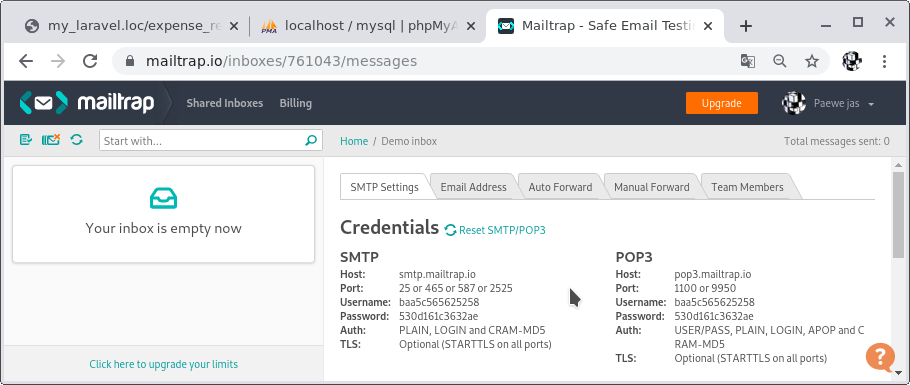 my_laravel.loc/expense_re
localhost / mysql | phpMyA
Mailtrap - Safe Email Testi
mailtrap.io/inboxes/761043/messages
mailtrap
Shared Inboxes
Billing
Upgrade
Paewe jas
Start with...
Home / Demo inbox
Total messages sent: 0
Your inbox is empty now
Click here to upgrade your limits
SMTP Settings
Email Address
Auto Forward
Manual Forward
Team Members
Credentials Reset SMTP/POP3
SMTP
Host: smtp.mailtrap.io
Port: 25 or 465 or 587 or 2525
Username: baa5c565625258
Password: 530d161c3632ae
Auth: PLAIN, LOGIN and CRAM-MD5
TLS: Optional (STARTTLS on all ports)
POP3
Host: pop3.mailtrap.io
Port: 1100 or 9950
Username: baa5c565625258
Password: 530d161c3632ae
Auth: USER/PASS, PLAIN, LOGIN, APOP and C
RAM-MD5
TLS: Optional (STARTTLS on all ports)
?